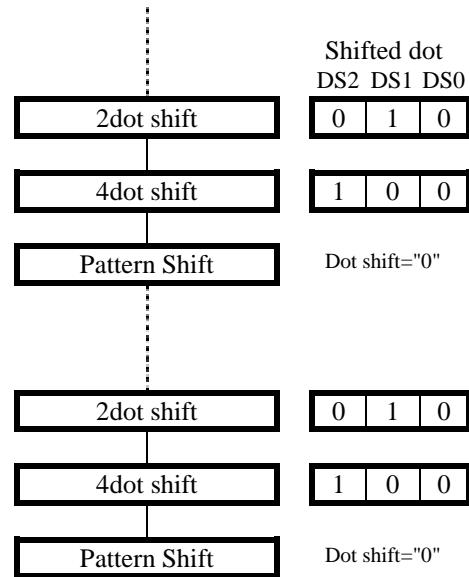 Shifted dot
DS2 DS1 DS0
2dot shift 0 1 0
4dot shift 1 0 0
Pattern Shift Dot shift="0"
2dot shift 0 1 0
4dot shift 1 0 0
Pattern Shift Dot shift="0"